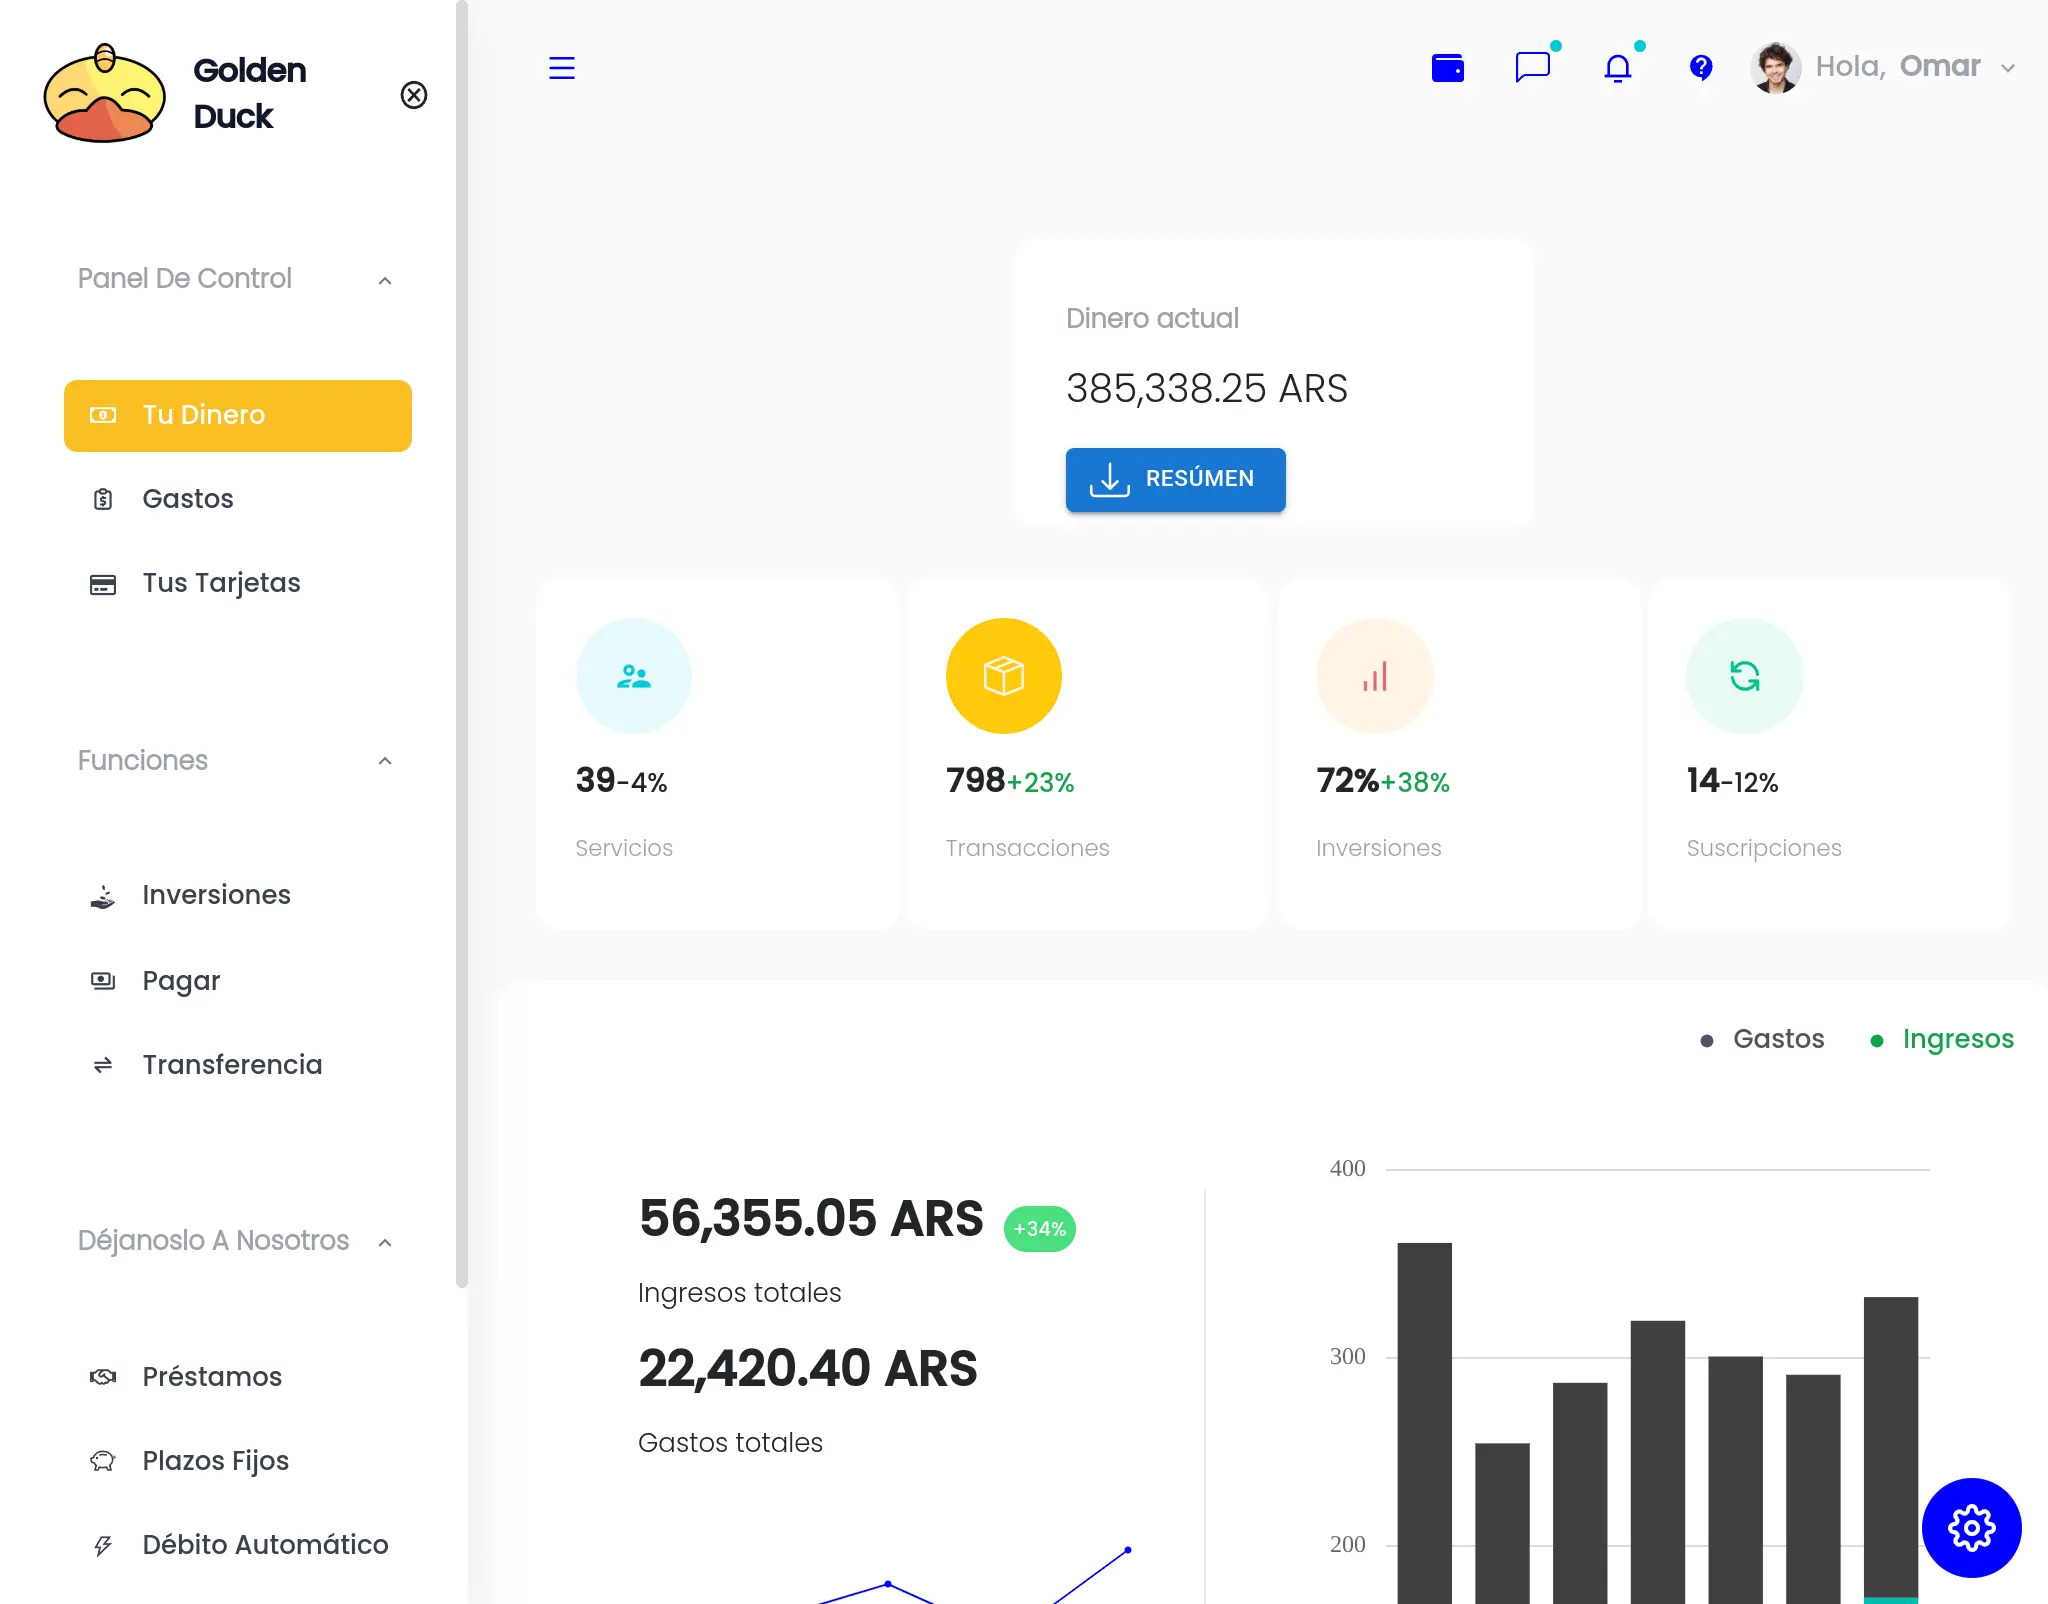 Golden
Duck
Hola, Omar
Panel De Control
Tu Dinero
Gastos
Tus Tarjetas
Funciones
Inversiones
Pagar
Transferencia
Déjanoslo A Nosotros
Préstamos
Plazos Fijos
Débito Automático
Dinero actual
385,338.25 ARS
RESÚMEN
39-4%
Servicios
798+23%
Transacciones
72%+38%
Inversiones
14-12%
Suscripciones
Gastos
Ingresos
56,355.05 ARS +34%
Ingresos totales
22,420.40 ARS
Gastos totales
400
300
200